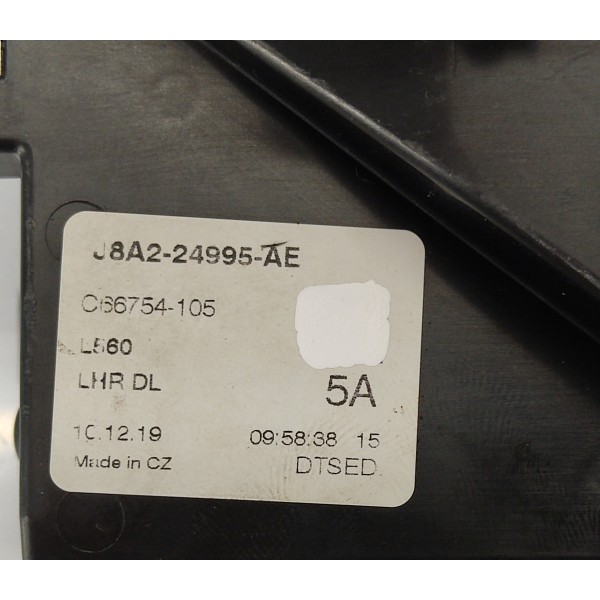 J8A2-24995-AE
C66754-105
L560
LHR DL
5A
10.12.19 09:58:38 15
Made in CZ DTSED